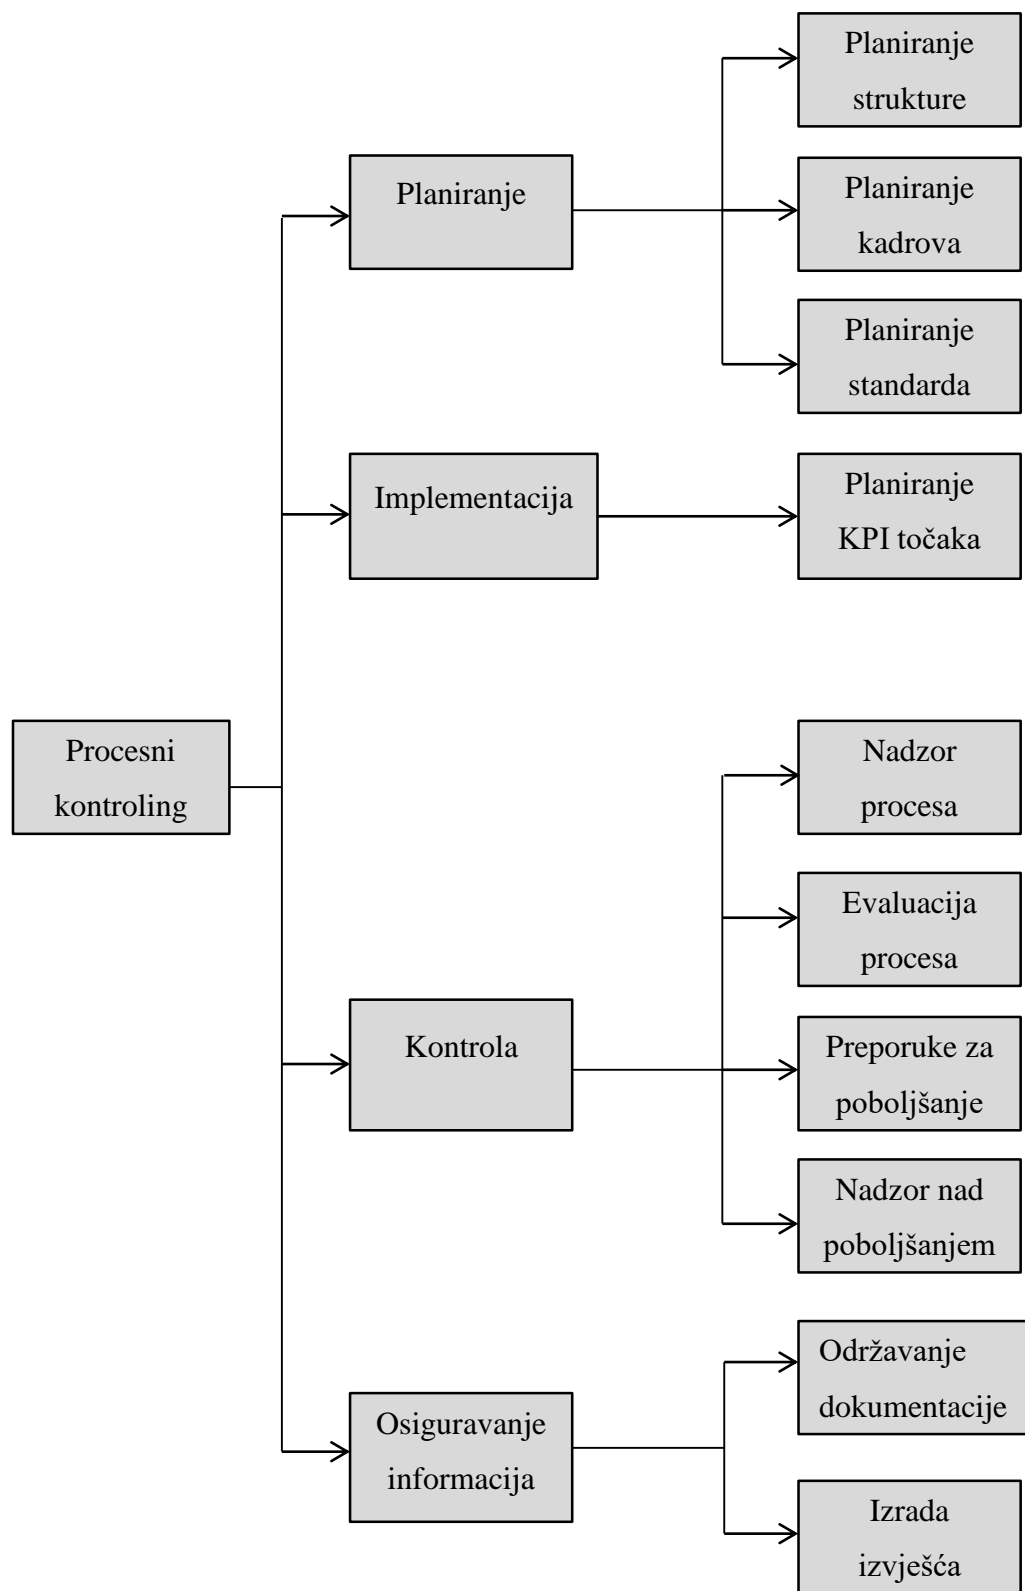 Planiranje
strukture
Planiranje
Planiranje
kadrova
Planiranje
standarda
Implementacija
Planiranje
KPI točaka
Procesni
kontroling
Nadzor
procesa
Evaluacija
procesa
Kontrola
Preporuke za
poboljšanje
Nadzor nad
poboljšanjem
Osiguravanje
informacija
Održavanje
dokumentacije
Izrada
izvješća